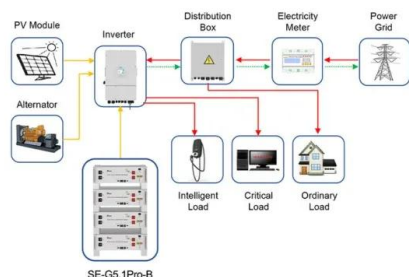 PV Module
Inverter
Distribution
Box
Electricity
Meter
Power
Grid
Alternator
Intelligent
Load
Critical
Load
Ordinary
Load
SE-G5.1Pro-B